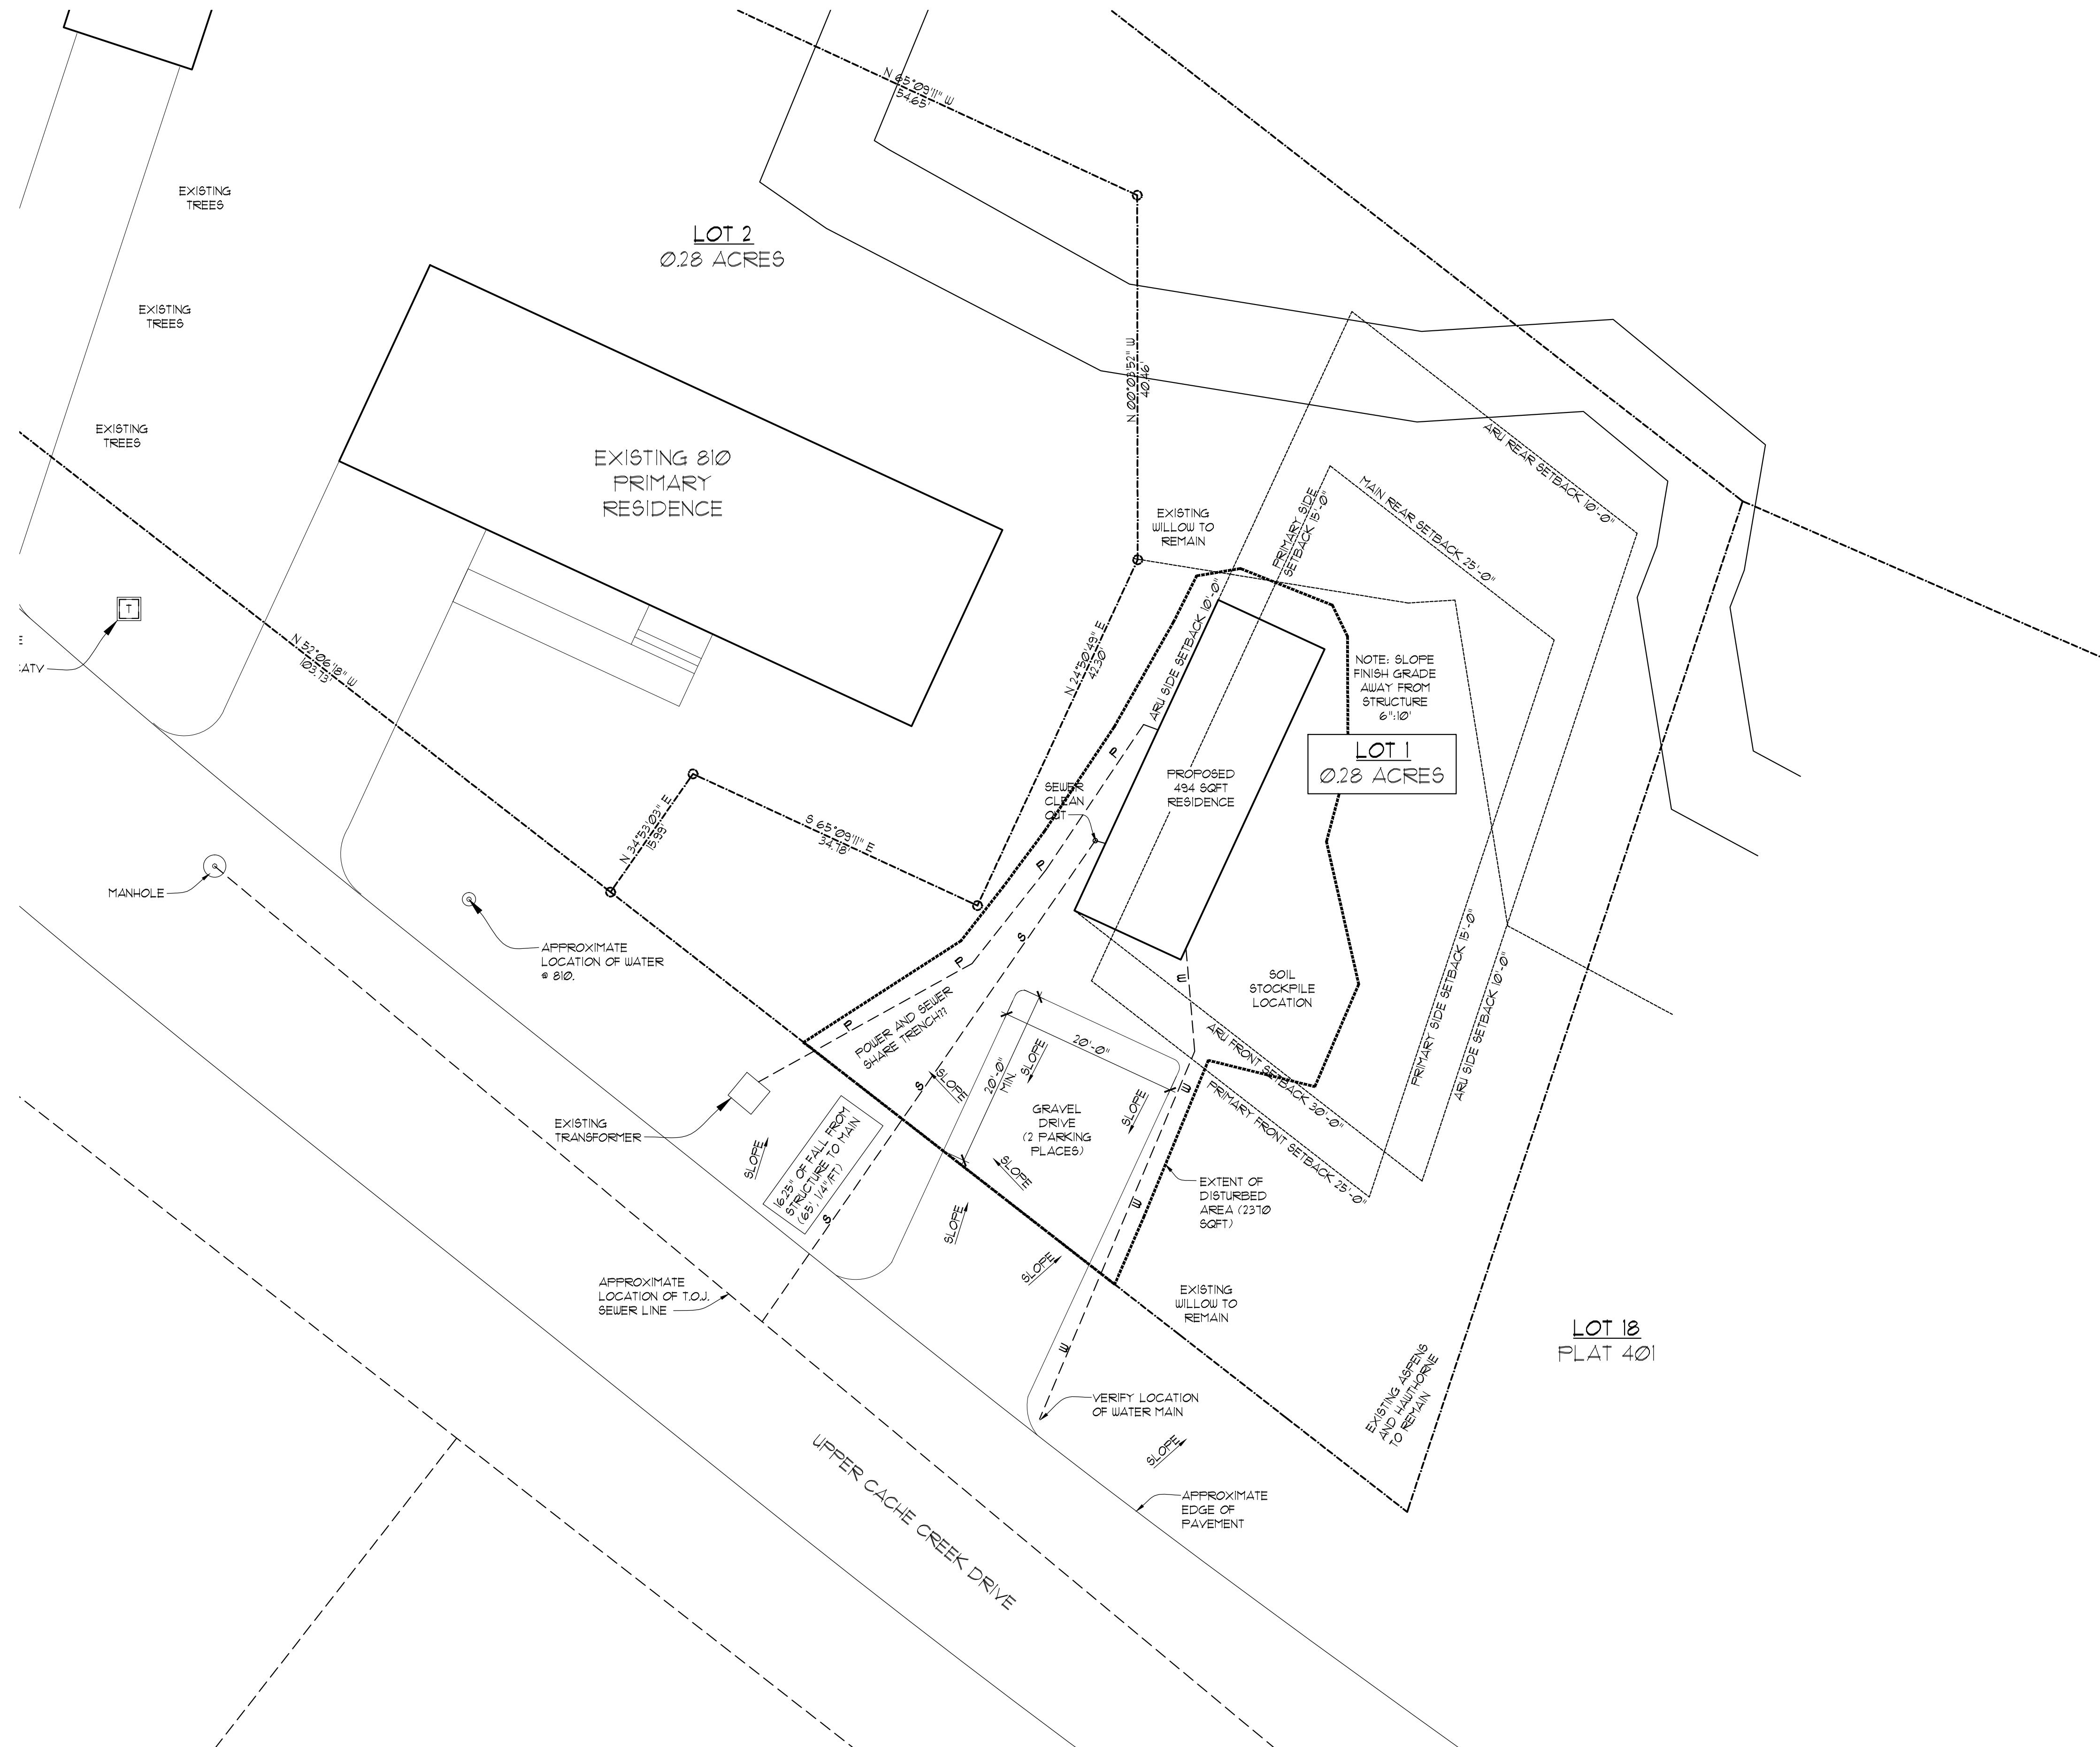 N 65°09'11" W
54.65'
EXISTING
TREES
LOT 2
0.28 ACRES
EXISTING
TREES
N 00°03'52" W
40.46'
EXISTING
TREES
EXISTING 810
PRIMARY
RESIDENCE
ARU REAR SETBACK 10'-0"
MAIN REAR SETBACK 25'-0"
PRIMARY SIDE
SETBACK 15'-0"
EXISTING
WILLOW TO
REMAIN
T
CATV
N 52°06'18" W
103.73'
N 24°50'49" E
42.30'
ARU SIDE SETBACK 10'-0"
NOTE: SLOPE
FINISH GRADE
AWAY FROM
STRUCTURE
6":10'
LOT 1
0.28 ACRES
P
PROPOSED
494 SQFT
RESIDENCE
SEWER
CLEAN
OUT
N 34°53'03" E
15.99'
S 65°09'11" E
34.78'
P
MANHOLE
APPROXIMATE
LOCATION OF WATER
@ 810.
S
P
W
SOIL
STOCKPILE
LOCATION
PRIMARY SIDE SETBACK 15'-0"
ARU SIDE SETBACK 10'-0"
P
POWER AND SEWER
SHARE TRENCH??
20'-0"
20'-0"
MIN.
SLOPE
ARU FRONT SETBACK 30'-0"
PRIMARY FRONT SETBACK 25'-0"
S
SLOPE
W
GRAVEL
DRIVE
(2 PARKING
PLACES)
SLOPE
EXISTING
TRANSFORMER
SLOPE
16.25" OF FALL FROM
STRUCTURE TO MAIN
(65', 1/4"/FT)
SLOPE
EXTENT OF
DISTURBED
AREA (2370
SQFT)
S
W
SLOPE
SLOPE
APPROXIMATE
LOCATION OF T.O.J.
SEWER LINE
EXISTING
WILLOW TO
REMAIN
LOT 18
PLAT 401
W
EXISTING ASPENS
AND HAWTHORNE
TO REMAIN
VERIFY LOCATION
OF WATER MAIN
SLOPE
UPPER CACHE CREEK DRIVE
APPROXIMATE
EDGE OF
PAVEMENT